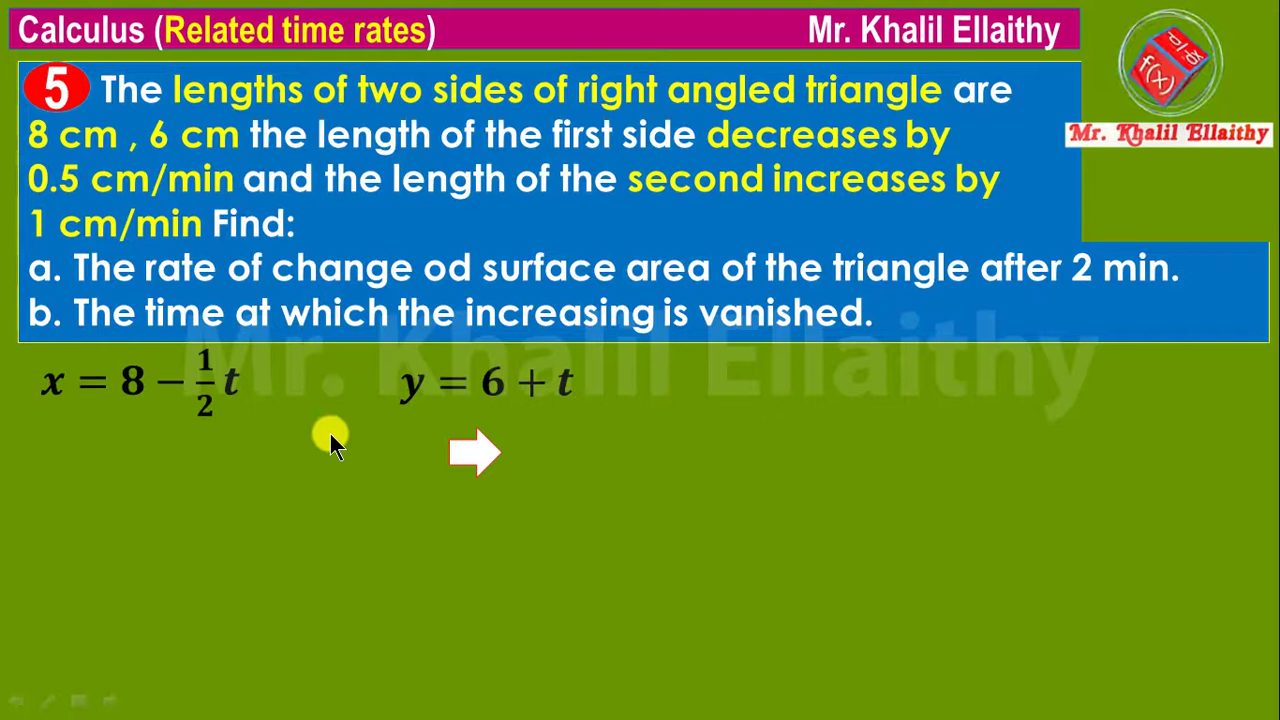 Calculus (Related time rates) Mr. Khalil Ellaithy
f(x)
Mr. Khalil Ellaithy
5 The lengths of two sides of right angled triangle are
8 cm , 6 cm the length of the first side decreases by
0.5 cm/min and the length of the second increases by
1 cm/min Find:
a. The rate of change od surface area of the triangle after 2 min.
b. The time at which the increasing is vanished.
Mr. Khalil Ellaithy
x = 8 − 1/2 t y = 6 + t